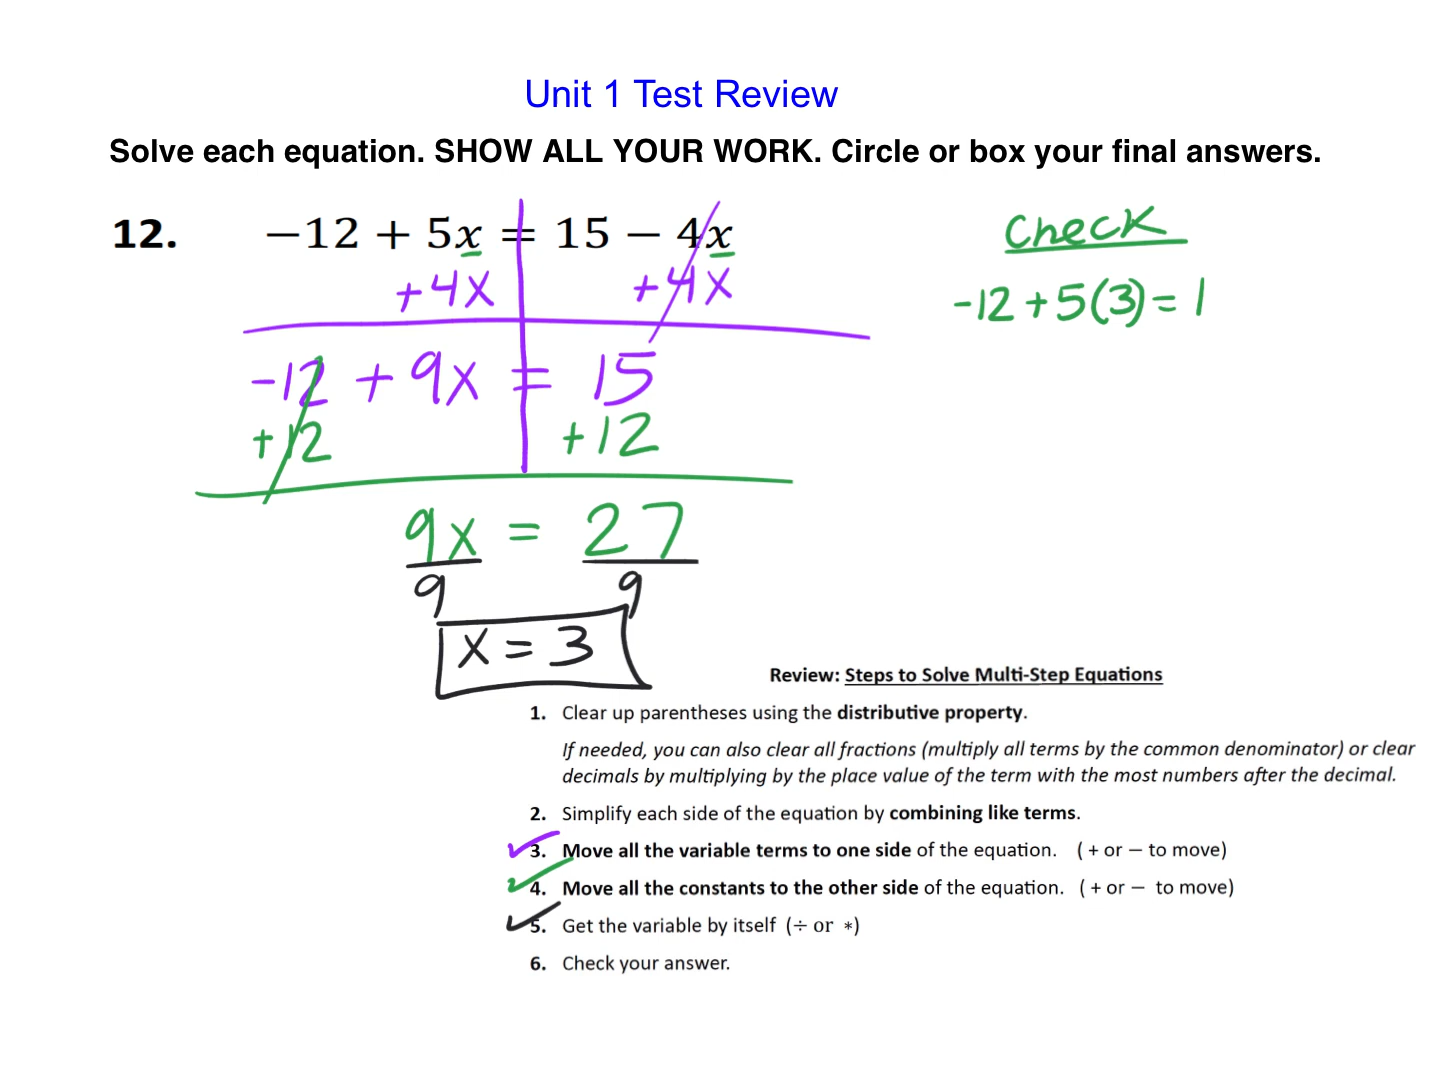 Unit 1 Test Review
Solve each equation. SHOW ALL YOUR WORK. Circle or box your final answers.
12. −12 + 5x = 15 − 4x
+4x +4x
-12 + 9x = 15
+12 +12
9x = 27
9 9
x = 3
Check
-12 + 5(3) = 1
Review: Steps to Solve Multi-Step Equations
1. Clear up parentheses using the distributive property.
If needed, you can also clear all fractions (multiply all terms by the common denominator) or clear
decimals by multiplying by the place value of the term with the most numbers after the decimal.
2. Simplify each side of the equation by combining like terms.
3. Move all the variable terms to one side of the equation. ( + or − to move)
4. Move all the constants to the other side of the equation. ( + or − to move)
5. Get the variable by itself (÷ or *)
6. Check your answer.